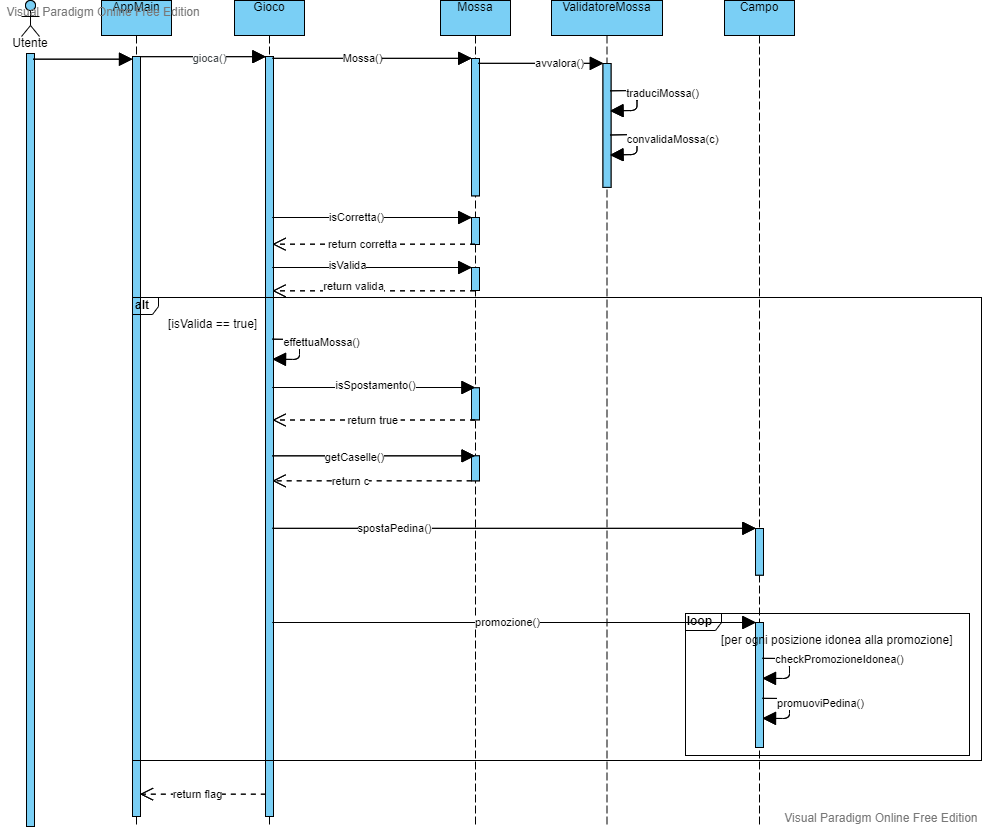 Visual Paradigm Online Free Edition
AppMain
Gioco
Mossa
ValidatoreMossa
Campo
Utente
gioca()
Mossa()
avvalora()
traduciMossa()
convalidaMossa(c)
isCorretta()
return corretta
isValida
return valida
alt
[isValida == true]
effettuaMossa()
isSpostamento()
return true
getCaselle()
return c
spostaPedina()
promozione()
loop
[per ogni posizione idonea alla promozione]
checkPromozioneIdonea()
promuoviPedina()
return flag
Visual Paradigm Online Free Edition